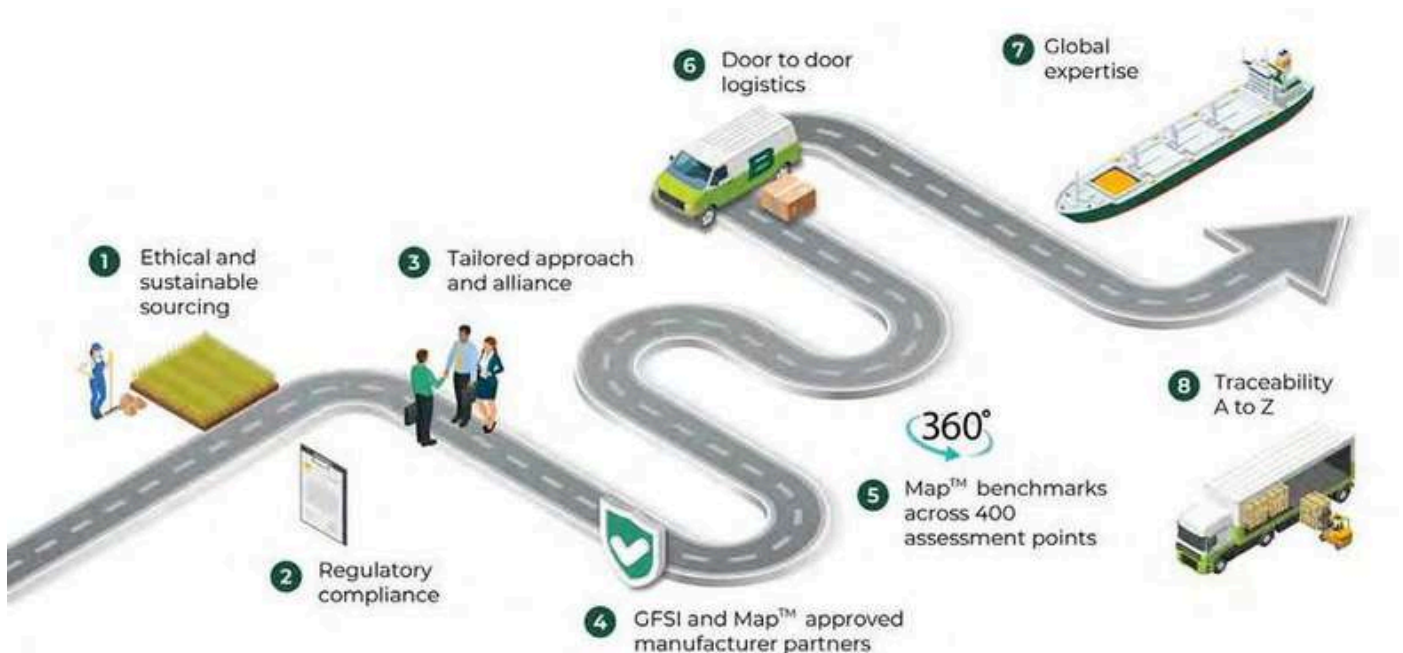 1
Ethical and
sustainable
sourcing
2
Regulatory
compliance
3
Tailored approach
and alliance
4
GFSI and Map™ approved
manufacturer partners
360°
5
Map™ benchmarks
across 400
assessment points
6
Door to door
logistics
B
7
Global
expertise
8
Traceability
A to Z